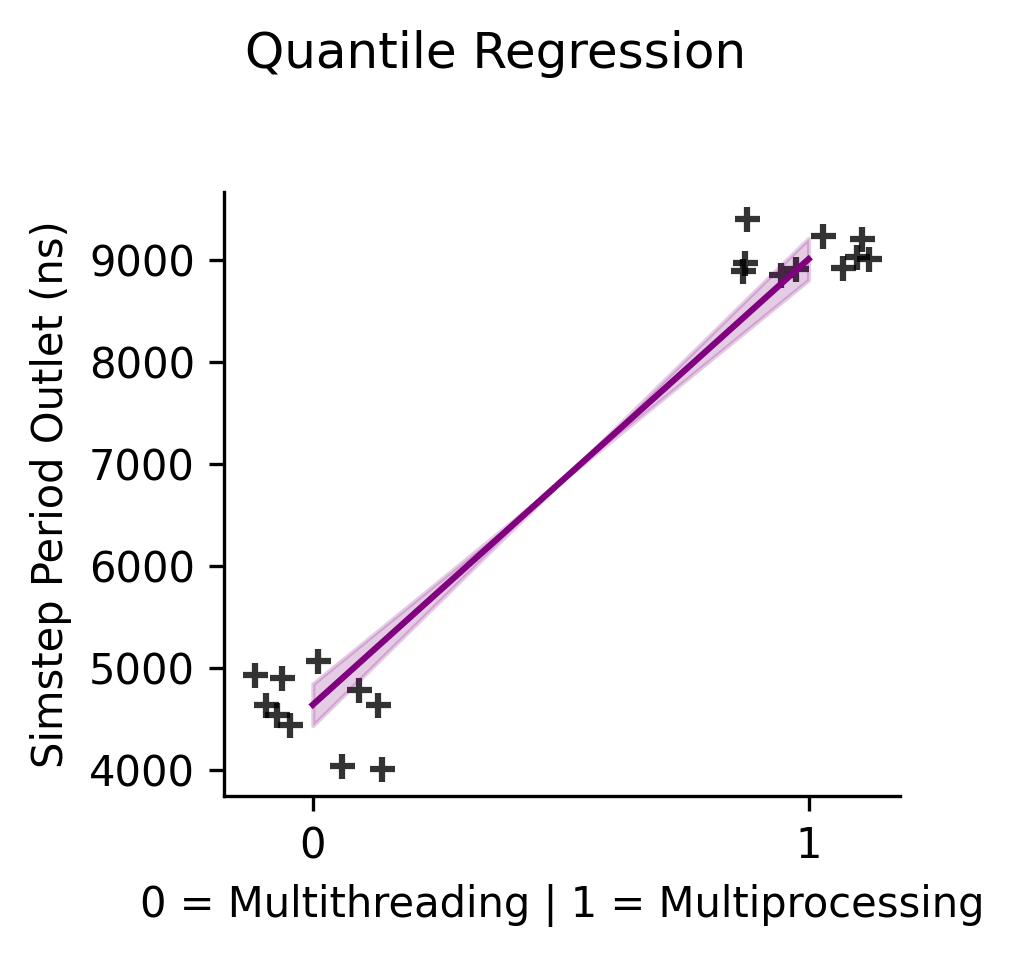 Quantile Regression
Simstep Period Outlet (ns)
9000
8000
7000
6000
5000
4000
0
1
0 = Multithreading | 1 = Multiprocessing